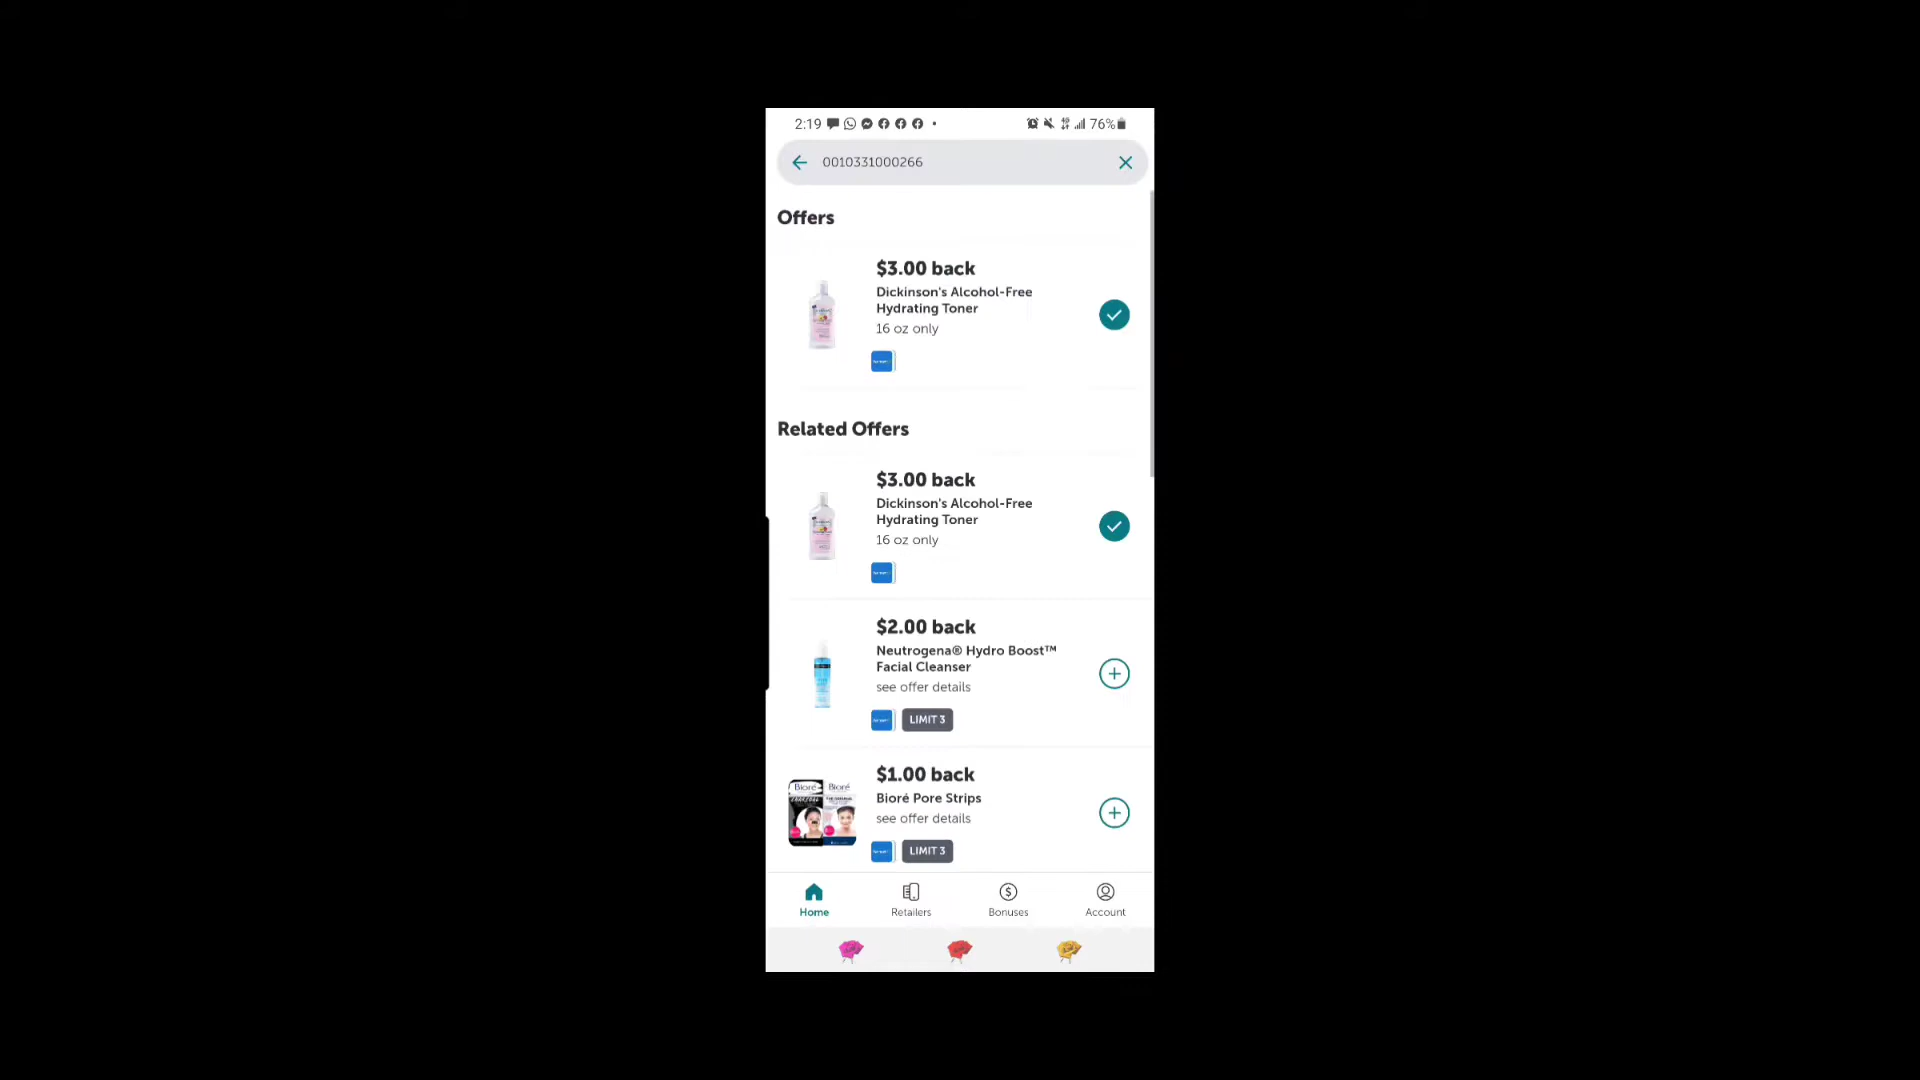 2:19
76%
0010331000266
Offers
$3.00 back
Dickinson's Alcohol-Free
Hydrating Toner
16 oz only
Related Offers
$3.00 back
Dickinson's Alcohol-Free
Hydrating Toner
16 oz only
$2.00 back
Neutrogena® Hydro Boost™
Facial Cleanser
see offer details
LIMIT 3
$1.00 back
Bioré Bioré
Bioré Pore Strips
see offer details
LIMIT 3
Home Retailers Bonuses Account